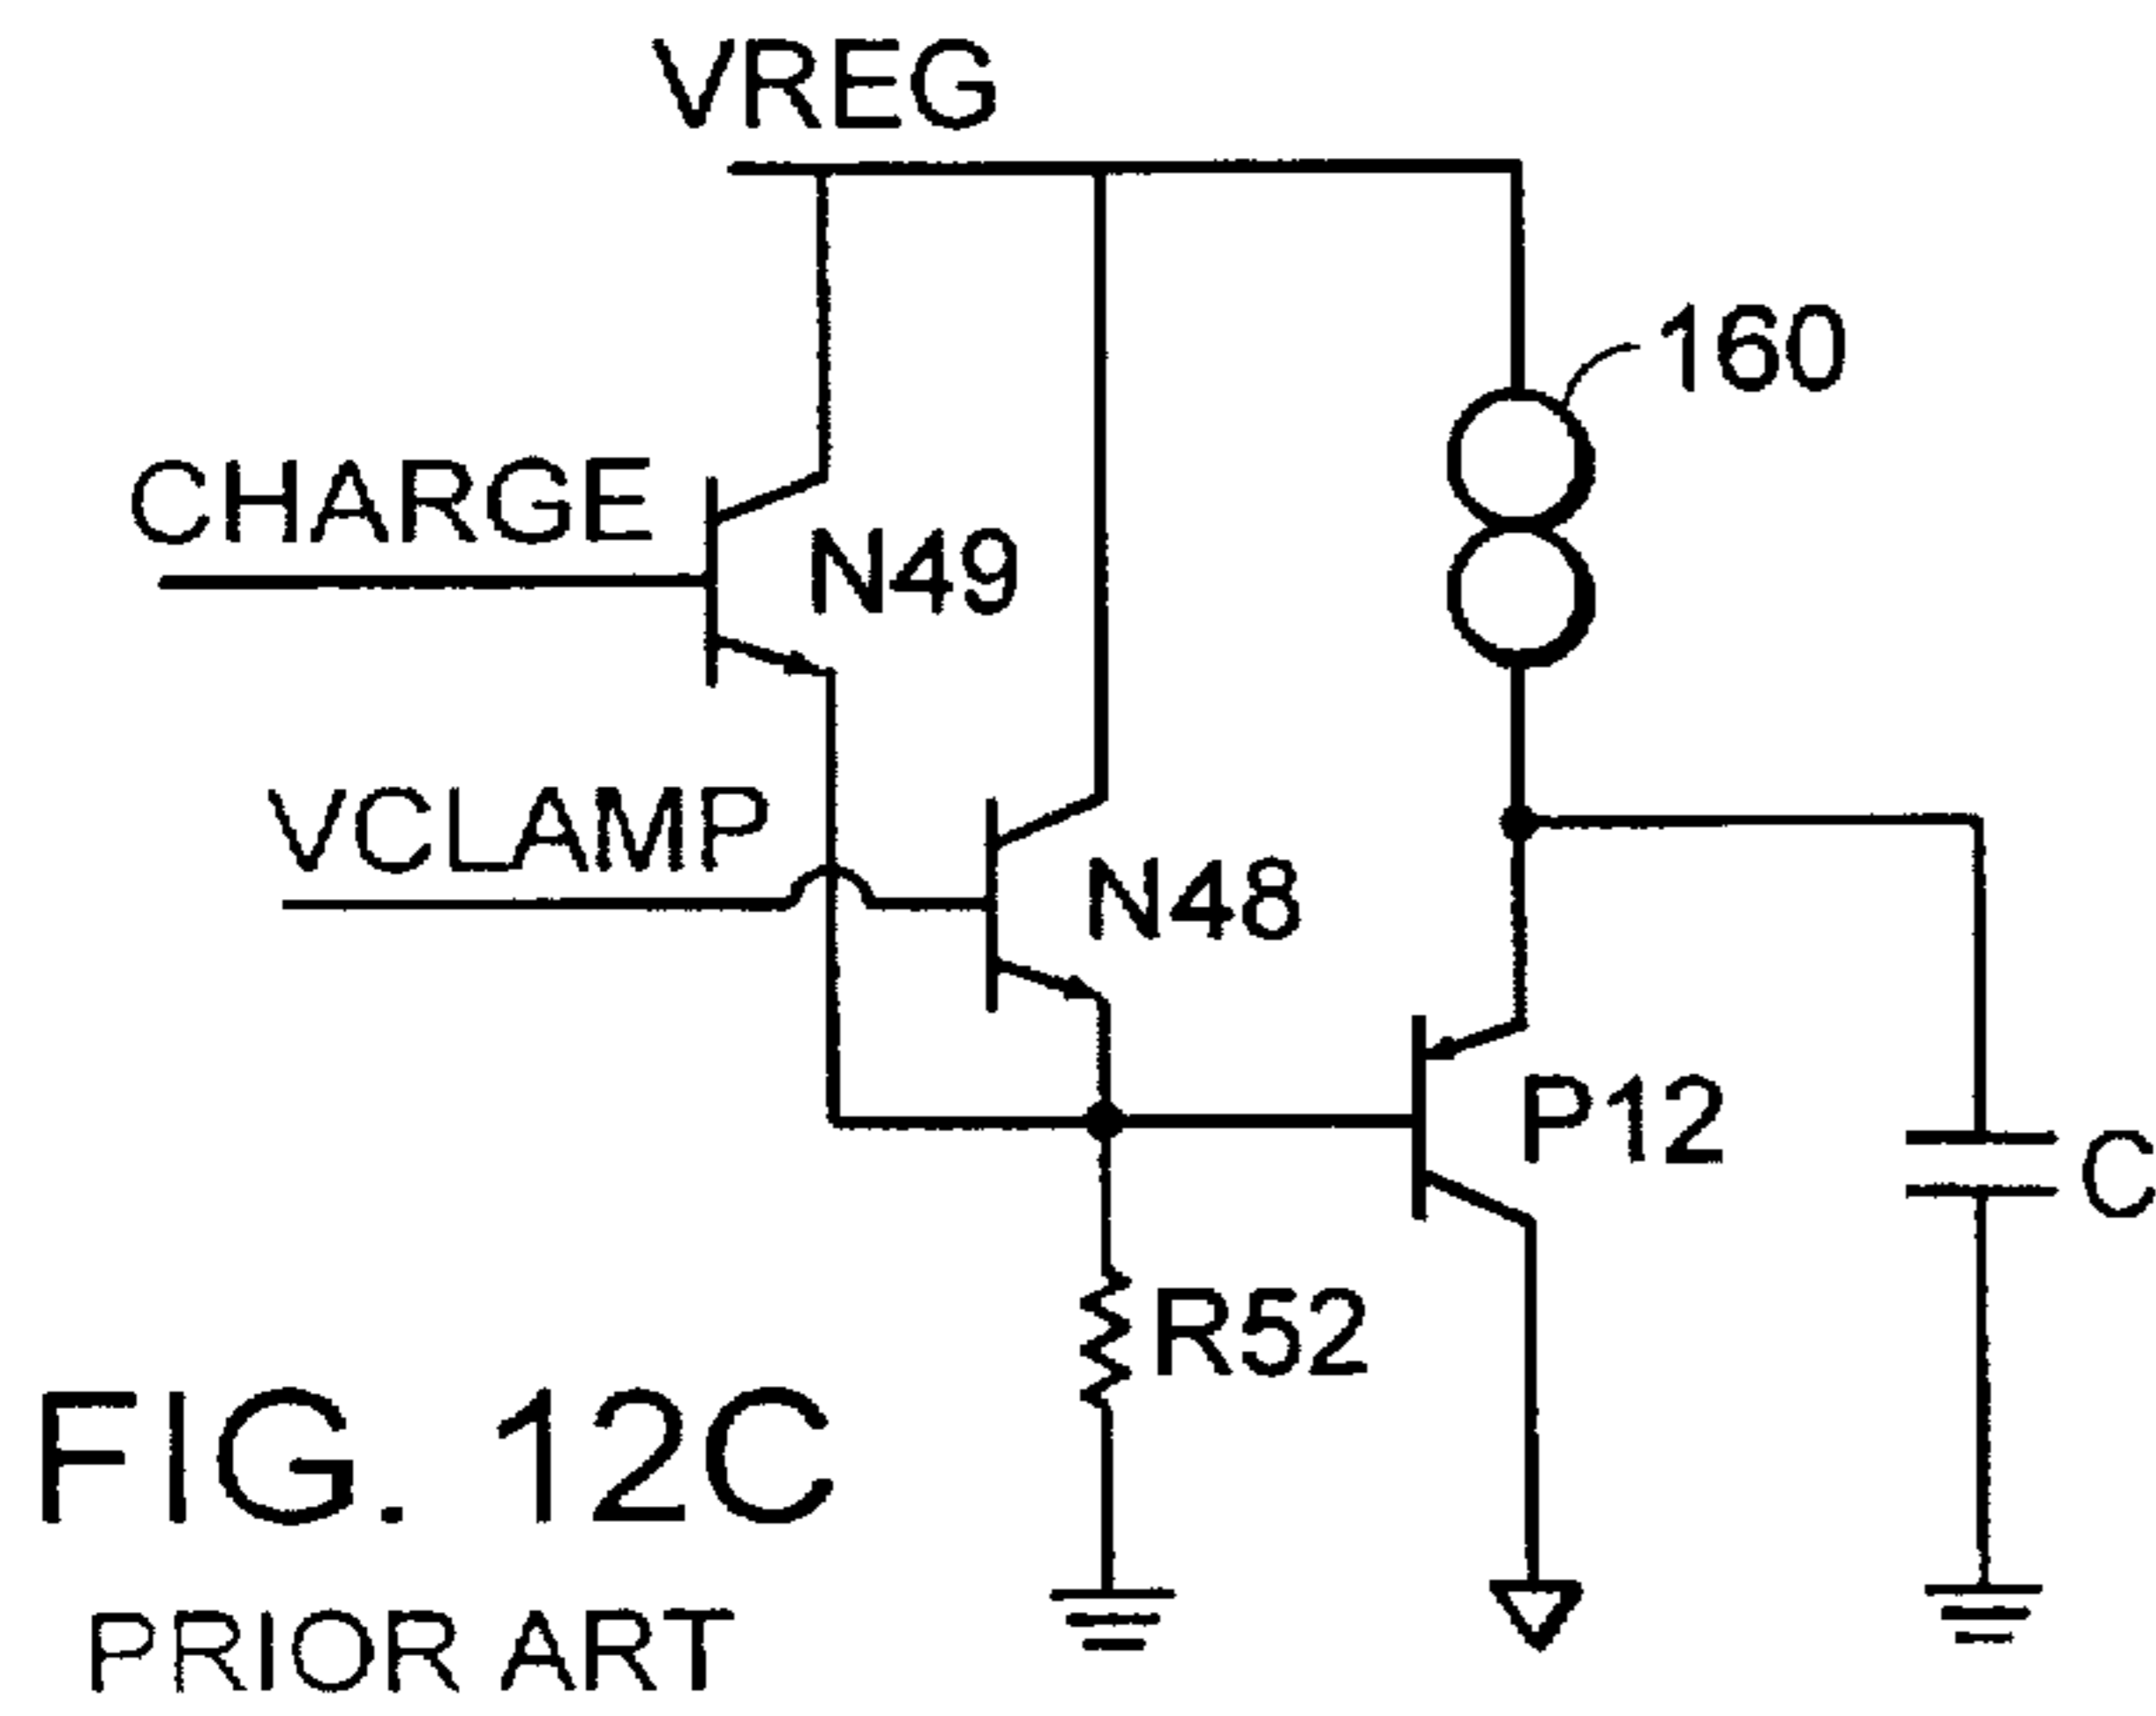 VREG
160
CHARGE
N49
VCLAMP
N48
P12
C
R52
FIG. 12C
PRIOR ART